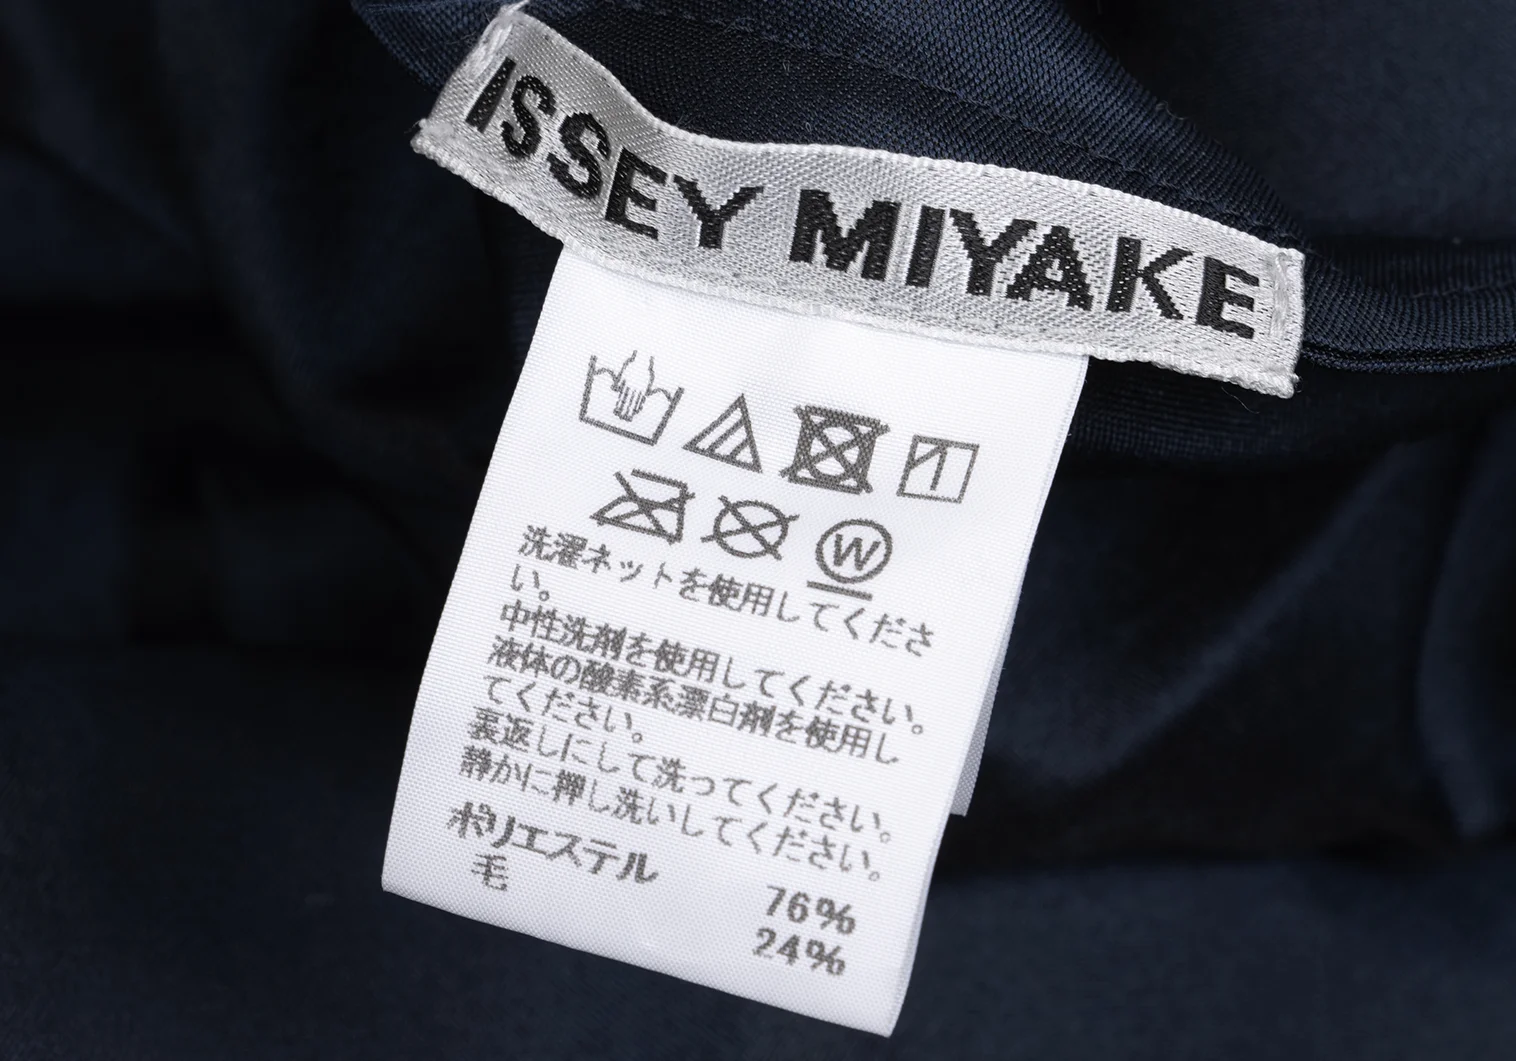 ISSEY MIYAKE
W
洗濯ネットを使用してくださ
い。
中性洗剤を使用してください。
液体の酸素系漂白剤を使用し
てください。
裏返しにして洗ってください。
静かに押し洗いしてください。
ポリエステル 76%
毛 24%